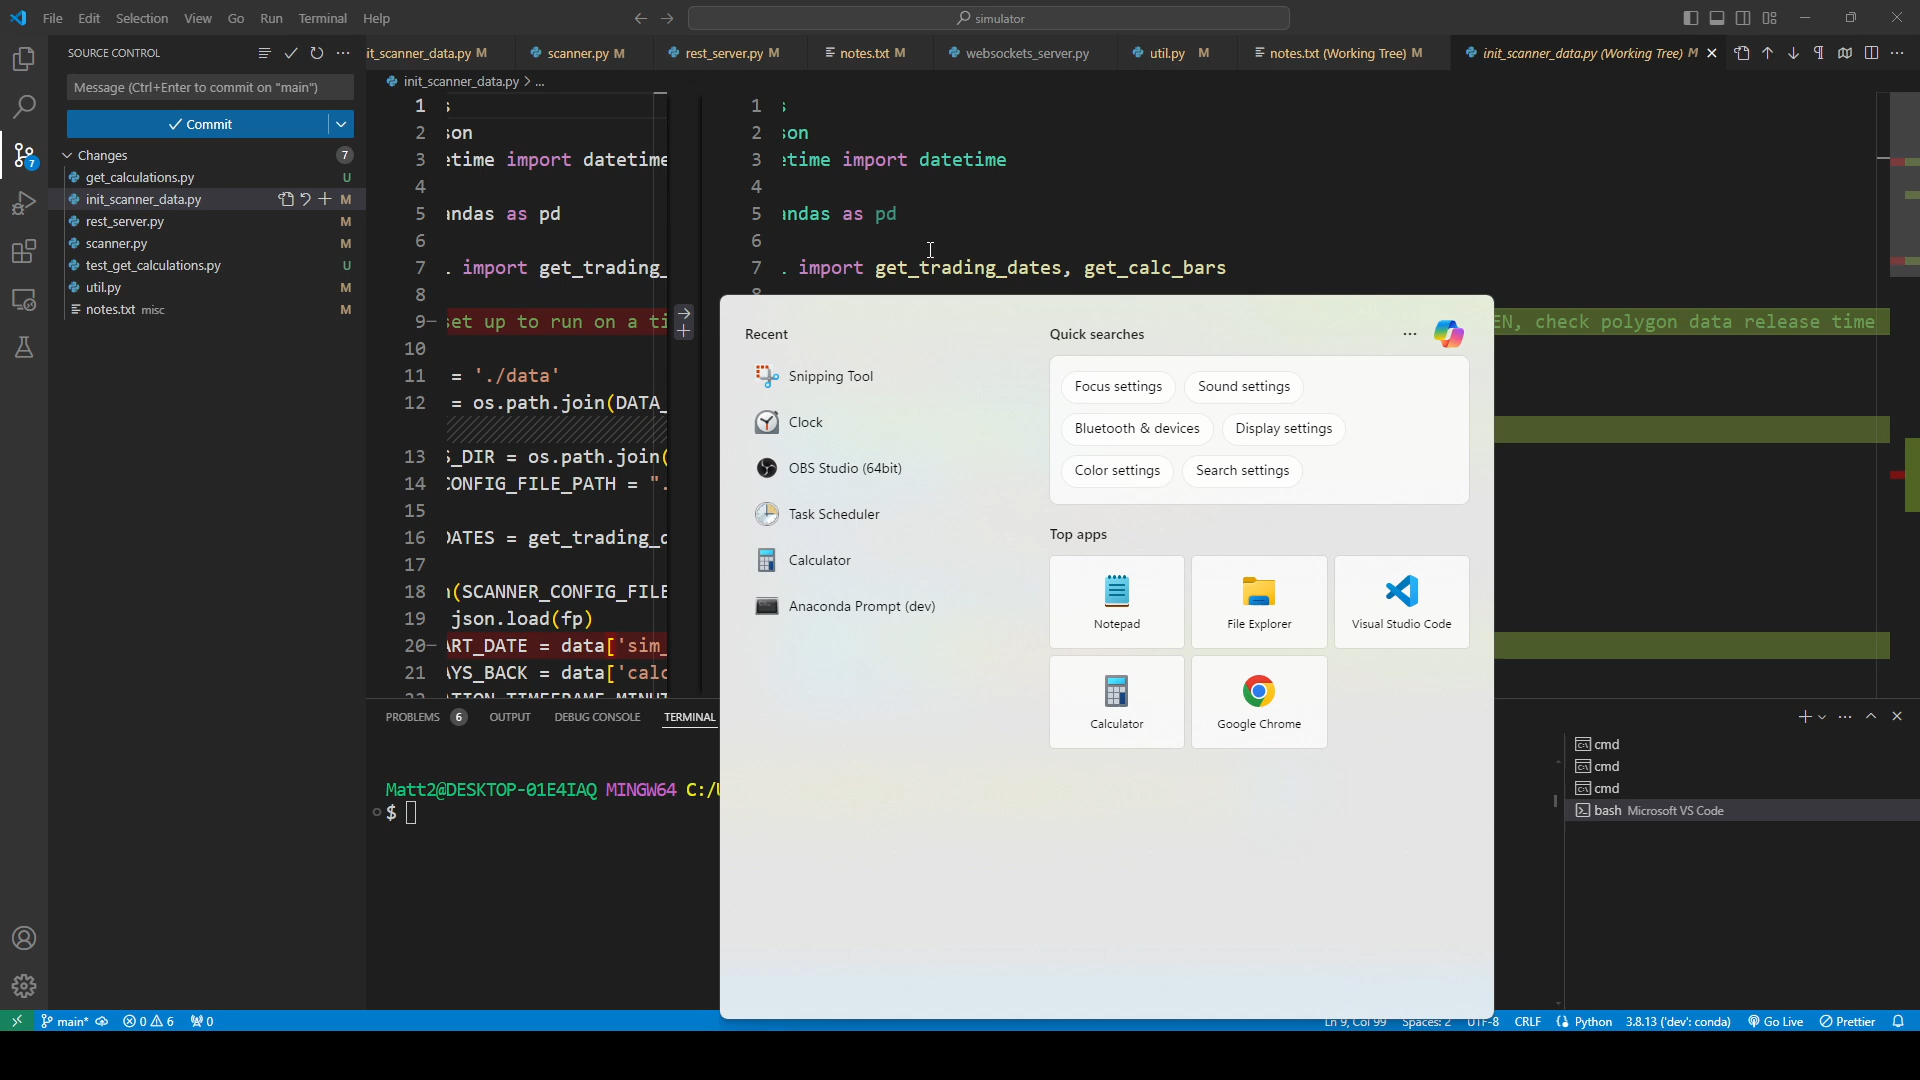 File Edit Selection View Go Run Terminal Help
simulator
SOURCE CONTROL
it_scanner_data.py M
scanner.py M
rest_server.py M
notes.txt M
websockets_server.py
util.py M
notes.txt (Working Tree) M
init_scanner_data.py (Working Tree) M
Message (Ctrl+Enter to commit on "main")
Commit
Changes 7
get_calculations.py U
init_scanner_data.py M
rest_server.py M
scanner.py M
test_get_calculations.py U
util.py M
notes.txt misc M
7
init_scanner_data.py > ...
1
2 son
3 etime import datetime
4
5 andas as pd
6
7 . import get_trading_
8
9 set up to run on a ti
10
11 = './data'
12 = os.path.join(DATA_
13 S_DIR = os.path.join(
14 CONFIG_FILE_PATH = ".
15
16 DATES = get_trading_d
17
18 n(SCANNER_CONFIG_FILE
19 json.load(fp)
20 ART_DATE = data['sim_
21 AYS_BACK = data['calc
1
2 son
3 etime import datetime
4
5 andas as pd
6
7 . import get_trading_dates, get_calc_bars
EN, check polygon data release time
Recent
Snipping Tool
Clock
OBS Studio (64bit)
Task Scheduler
Calculator
Anaconda Prompt (dev)
Quick searches
Focus settings
Sound settings
Bluetooth & devices
Display settings
Color settings
Search settings
Top apps
Notepad
File Explorer
Visual Studio Code
Calculator
Google Chrome
PROBLEMS 6 OUTPUT DEBUG CONSOLE TERMINAL
Matt2@DESKTOP-01E4IAQ MINGW64 C:/
$
cmd
cmd
cmd
bash Microsoft VS Code
main* 0 6 0
Ln 9, Col 99 Spaces: 2 UTF-8 CRLF Python 3.8.13 ('dev': conda) Go Live Prettier